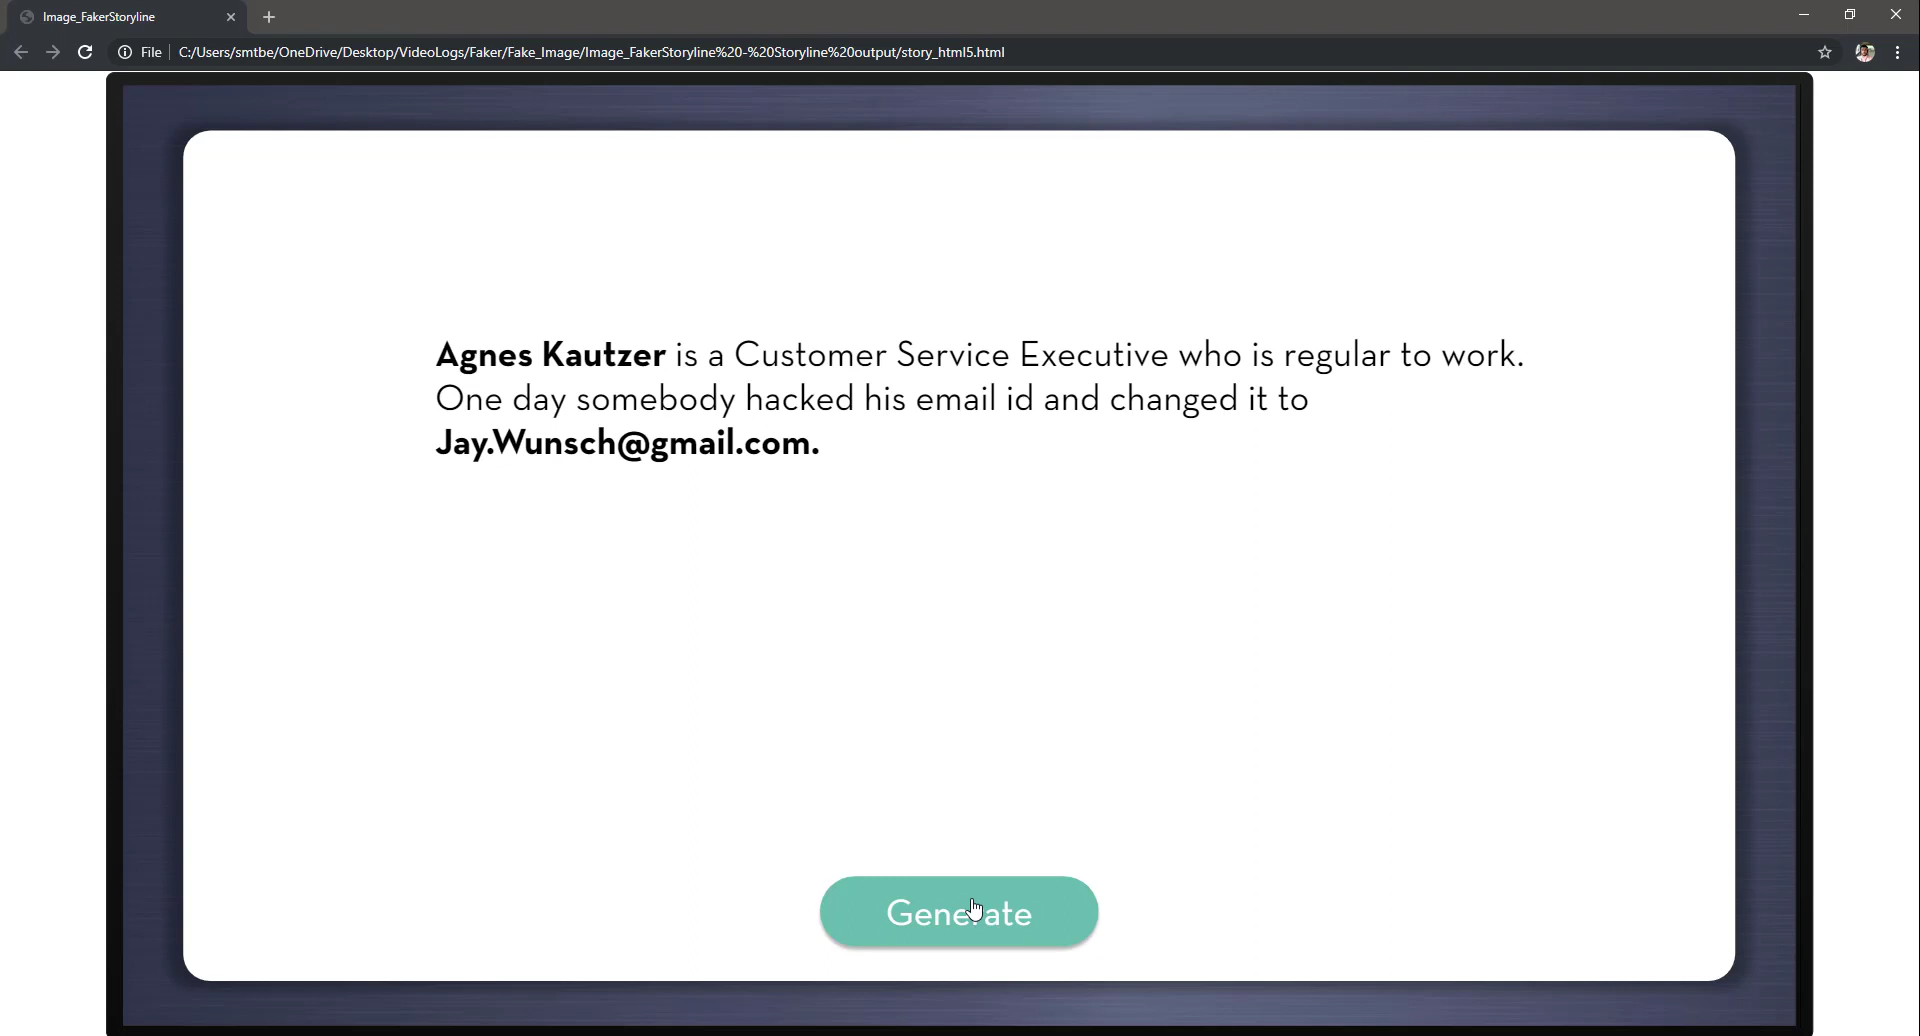 Image_FakerStoryline
File
C:/Users/smtbe/OneDrive/Desktop/VideoLogs/Faker/Fake_Image/Image_FakerStoryline%20-%20Storyline%20output/story_html5.html
Agnes Kautzer is a Customer Service Executive who is regular to work.
One day somebody hacked his email id and changed it to
Jay.Wunsch@gmail.com.
Generate